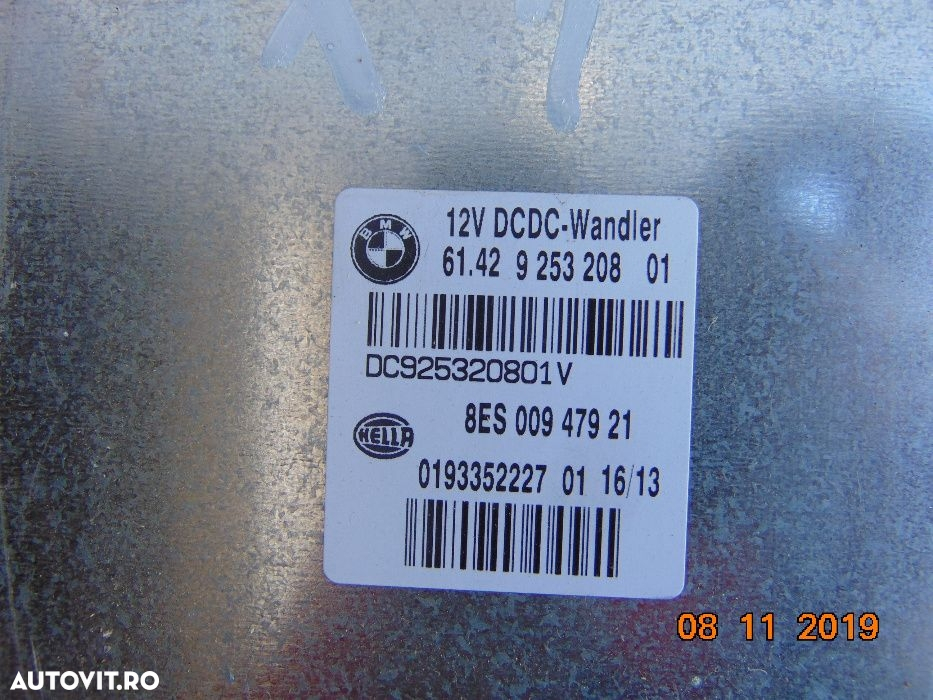 BMW
12V DCDC-Wandler
61.42 9 253 208 01
DC925320801V
HELLA
8ES 009 479 21
0193352227 01 16/13
08 11 2019
AUTOVIT.RO